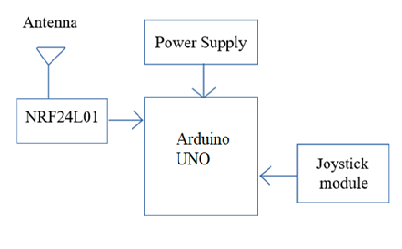 Antenna
Power Supply
NRF24L01
Arduino
UNO
Joystick
module